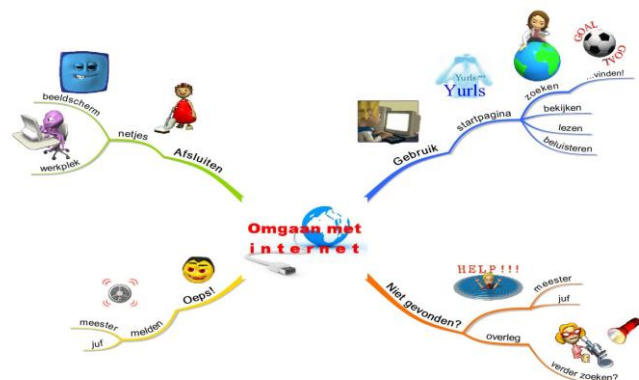 Omgaan met
internet
Gebruik
startpagina
Yurls
Yurls
zoeken
...vinden!
GOAL
GOAL
bekijken
lezen
beluisteren
Niet gevonden?
HELP!!!
meester
juf
overleg
verder zoeken?
Oeps!
melden
meester
juf
Afsluiten
netjes
beeldscherm
werkplek